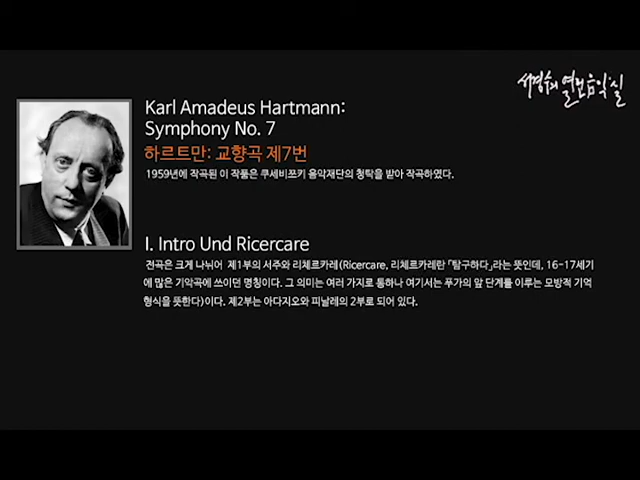 서경수의 열린음악실
Karl Amadeus Hartmann:
Symphony No. 7
하르트만: 교향곡 제7번
1959년에 작곡된 이 작품은 쿠세비쯔키 음악재단의 청탁을 받아 작곡하였다.
I. Intro Und Ricercare
전곡은 크게 나뉘어 제1부의 서주와 리체르카레(Ricercare, 리체르카레란 「탐구하다」라는 뜻인데, 16-17세기
에 많은 기악곡에 쓰이던 명칭이다. 그 의미는 여러 가지로 통하나 여기서는 푸가의 앞 단계를 이루는 모방적 기악
형식을 뜻한다)이다. 제2부는 아다지오와 피날레의 2부로 되어 있다.